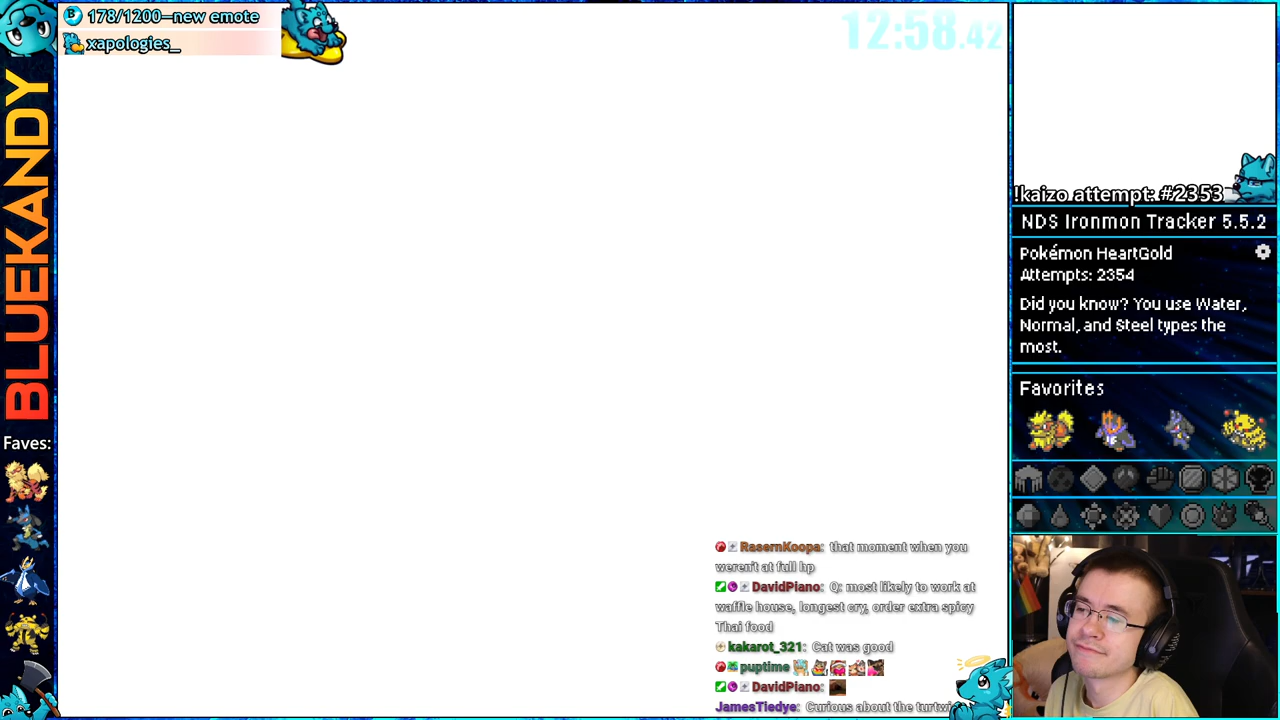 178/1200–new emote
xapologies_
12:58.42
BLUEKANDY
Faves:
!kaizo attempt: #2353
NDS Ironmon Tracker 5.5.2
Pokémon HeartGold
Attempts: 2354
Did you know? You use Water,
Normal, and Steel types the
most.
Favorites
RasernKoopa: that moment when you
weren't at full hp
DavidPiano: Q: most likely to work at
waffle house, longest cry, order extra spicy
Thai food
kakarot_321: Cat was good
puptime
DavidPiano:
JamesTiedye: Curious about the